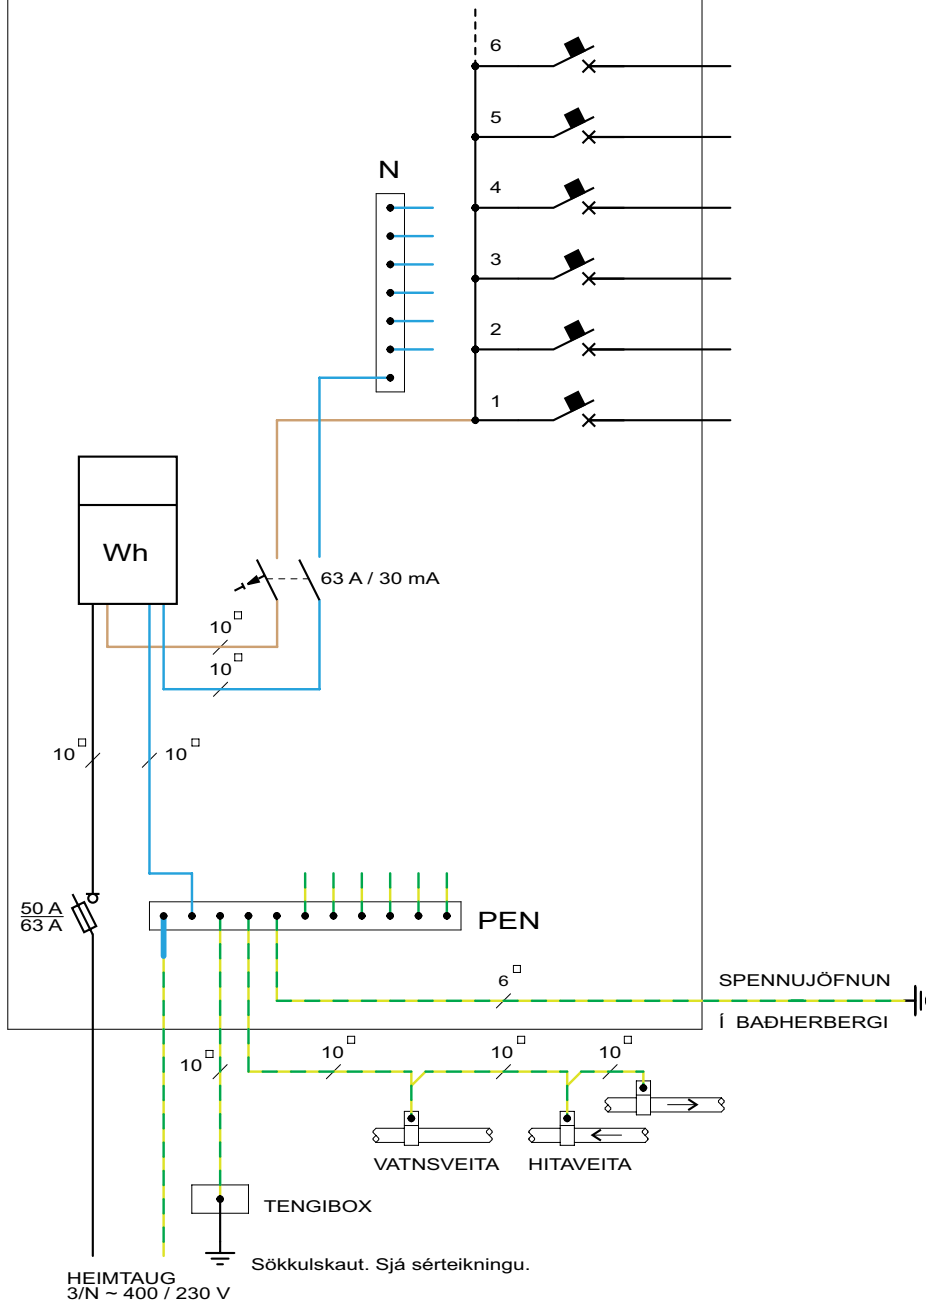 6
5
N
4
3
2
1
Wh
63 A / 30 mA
10 □
10 □
10 □
10 □
50 A
63 A
PEN
6 □
SPENNUJÖFNUN
Í BAÐHERBERGI
10 □
10 □
10 □
10 □
VATNSVEITA
HITAVEITA
TENGIBOX
Sökkulskaut. Sjá sérteikningu.
HEIMTAUG
3/N ~ 400 / 230 V